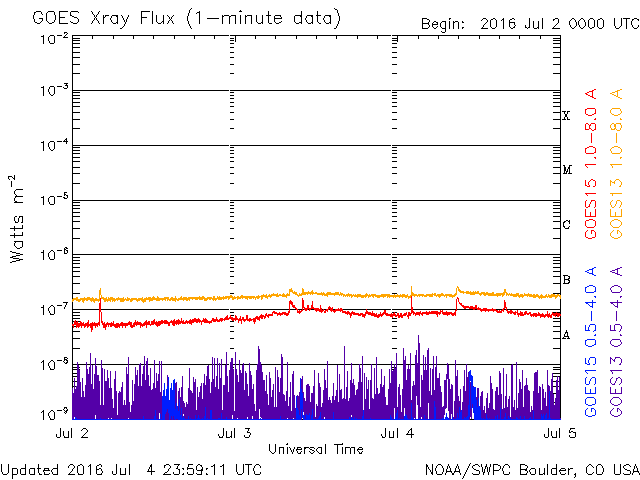 GOES Xray Flux (1-minute data)
Begin: 2016 Jul 2 0000 UTC
10⁻²
10⁻³
10⁻⁴
10⁻⁵
10⁻⁶
10⁻⁷
10⁻⁸
10⁻⁹
Watts m⁻²
X
M
C
B
A
GOES15 1.0-8.0 A
GOES13 1.0-8.0 A
GOES15 0.5-4.0 A
GOES13 0.5-4.0 A
Jul 2 Jul 3 Jul 4 Jul 5
Universal Time
Updated 2016 Jul 4 23:59:11 UTC
NOAA/SWPC Boulder, CO USA